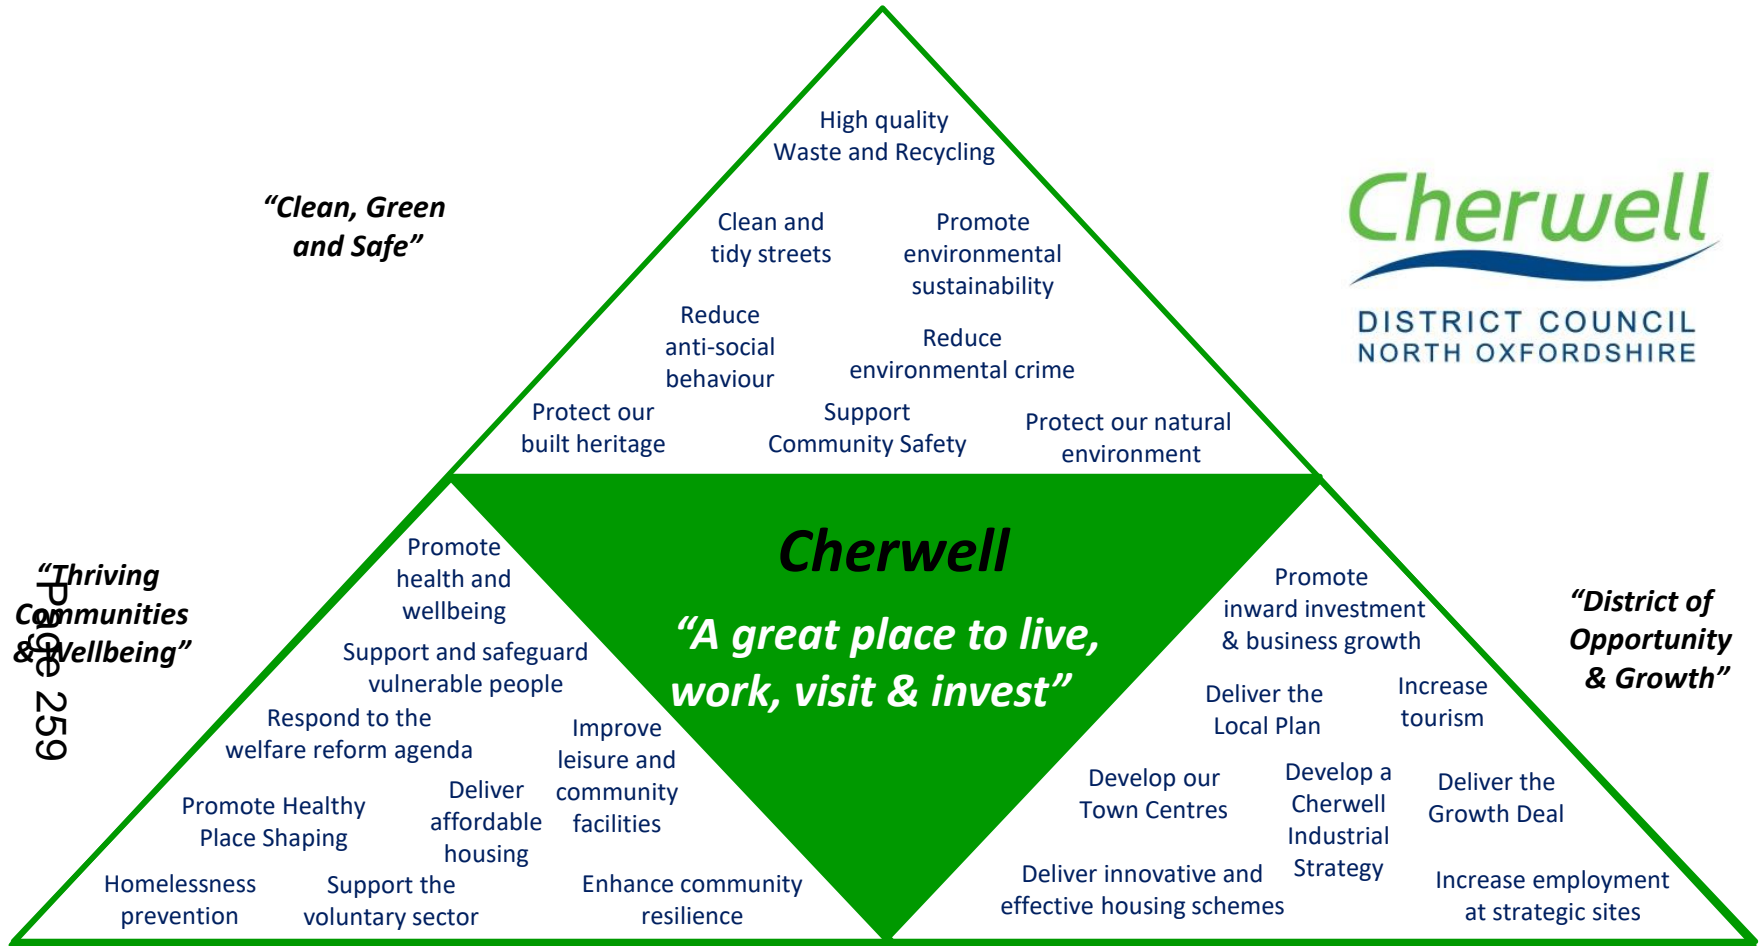 High quality
Waste and Recycling
“Clean, Green
and Safe”
Clean and
tidy streets
Promote
environmental
sustainability
Reduce
anti-social
behaviour
Reduce
environmental crime
Protect our
built heritage
Support
Community Safety
Protect our natural
environment
Cherwell
DISTRICT COUNCIL
NORTH OXFORDSHIRE
Cherwell
“A great place to live,
work, visit & invest”
“Thriving
Communities
& Wellbeing”
Page 259
Promote
health and
wellbeing
Support and safeguard
vulnerable people
Respond to the
welfare reform agenda
Improve
leisure and
community
facilities
Promote Healthy
Place Shaping
Deliver
affordable
housing
Homelessness
prevention
Support the
voluntary sector
Enhance community
resilience
“District of
Opportunity
& Growth”
Promote
inward investment
& business growth
Deliver the
Local Plan
Increase
tourism
Develop our
Town Centres
Develop a
Cherwell
Industrial
Strategy
Deliver the
Growth Deal
Deliver innovative and
effective housing schemes
Increase employment
at strategic sites